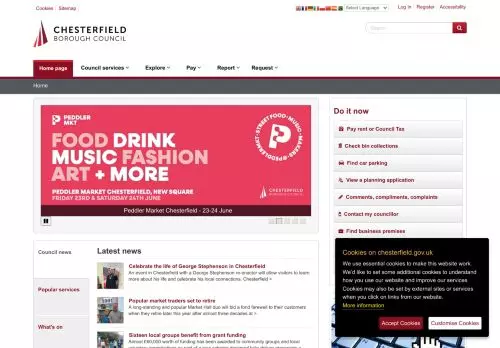 Cookies Sitemap
Select Language
Log in Register Accessibility
CHESTERFIELD
BOROUGH COUNCIL
Search
Home page Council services Explore Pay Report Request
Home
PEDDLER
MKT
FOOD DRINK
MUSIC FASHION
ART + MORE
PEDDLER MARKET CHESTERFIELD, NEW SQUARE
FRIDAY 23RD & SATURDAY 24TH JUNE
STREET FOOD · MUSIC · MAKERS · #PEDDLERMKT
CHESTERFIELD
BOROUGH COUNCIL
Peddler Market Chesterfield - 23-24 June
Do it now
Pay rent or Council Tax
Check bin collections
Find car parking
View a planning application
Comments, compliments, complaints
Contact my councillor
Find business premises
Council news
Popular services
What's on
Latest news
Celebrate the life of George Stephenson in Chesterfield
An event in Chesterfield with a George Stephenson re-enactor will allow visitors to learn
more about his life and celebrate his local connections. Chesterfield >
Popular market traders set to retire
A long-standing and popular Market Hall duo will bid a fond farewell to their customers
when they retire later this year after almost three decades at >
Sixteen local groups benefit from grant funding
Almost £60,000 worth of funding has been awarded to community groups and local
Cookies on chesterfield.gov.uk
We use essential cookies to make this website work.
We'd like to set some additional cookies to understand
how you use our website and improve our services
Cookies may also be set by external sites or services
when you click on links from our website.
More information
Accept Cookies Customise Cookies